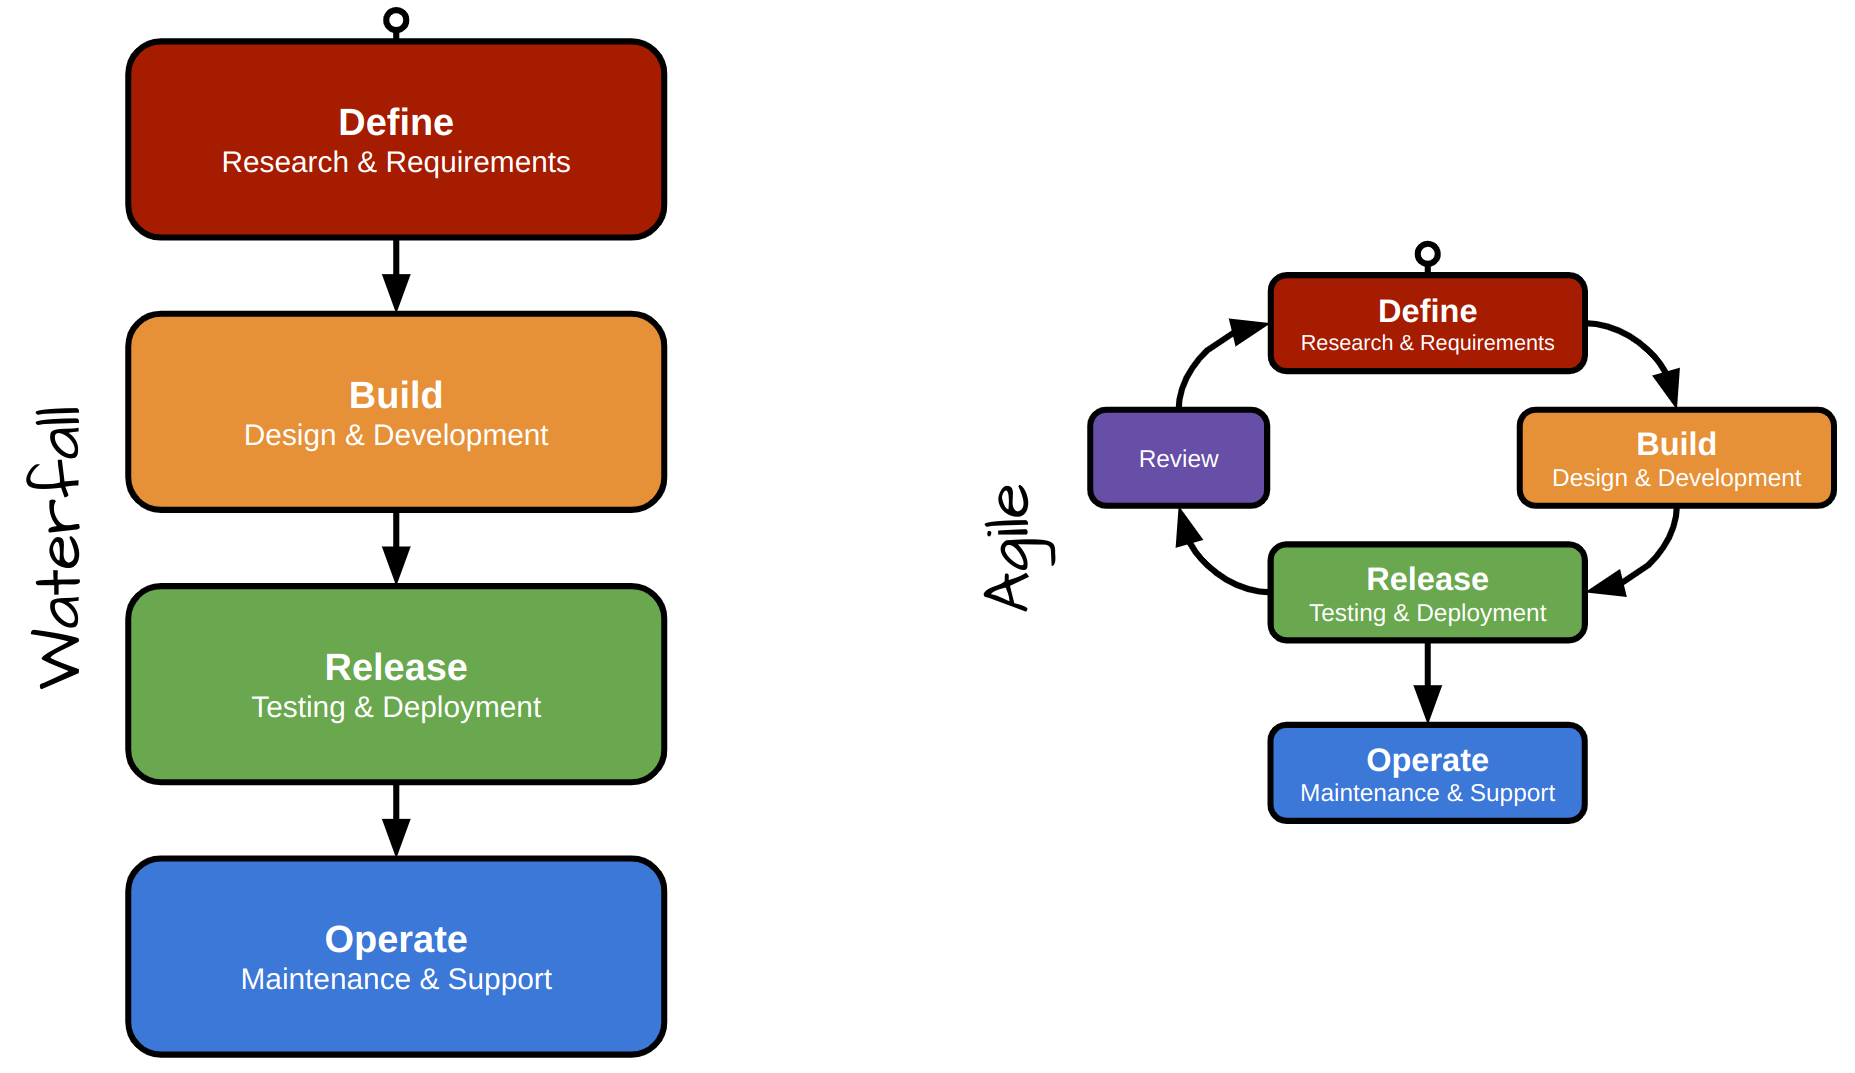 Waterfall
Define
Research & Requirements
Build
Design & Development
Release
Testing & Deployment
Operate
Maintenance & Support
Agile
Define
Research & Requirements
Review
Build
Design & Development
Release
Testing & Deployment
Operate
Maintenance & Support